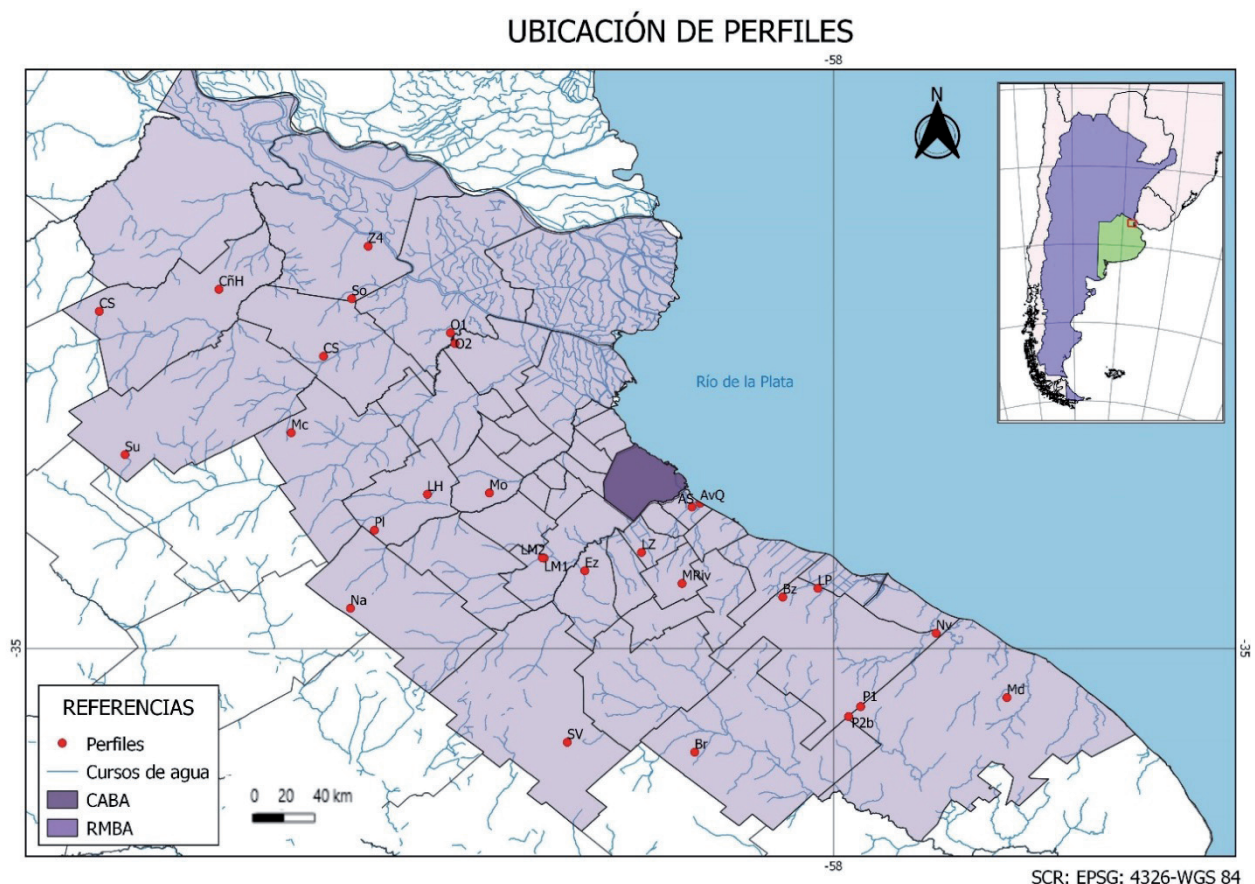 UBICACIÓN DE PERFILES
-58
N
Z4
CñH
So
CS
O1
O2
CS
Río de la Plata
Mc
Su
LH
Mo
AS
AvQ
Pl
LM2
LM1
Ez
LZ
MRiv
Bz
LP
Na
Nv
-35
-35
REFERENCIAS
Perfiles
Cursos de agua
CABA
RMBA
0 20 40 km
SV
Br
P1
P2b
Md
-58
SCR: EPSG: 4326-WGS 84